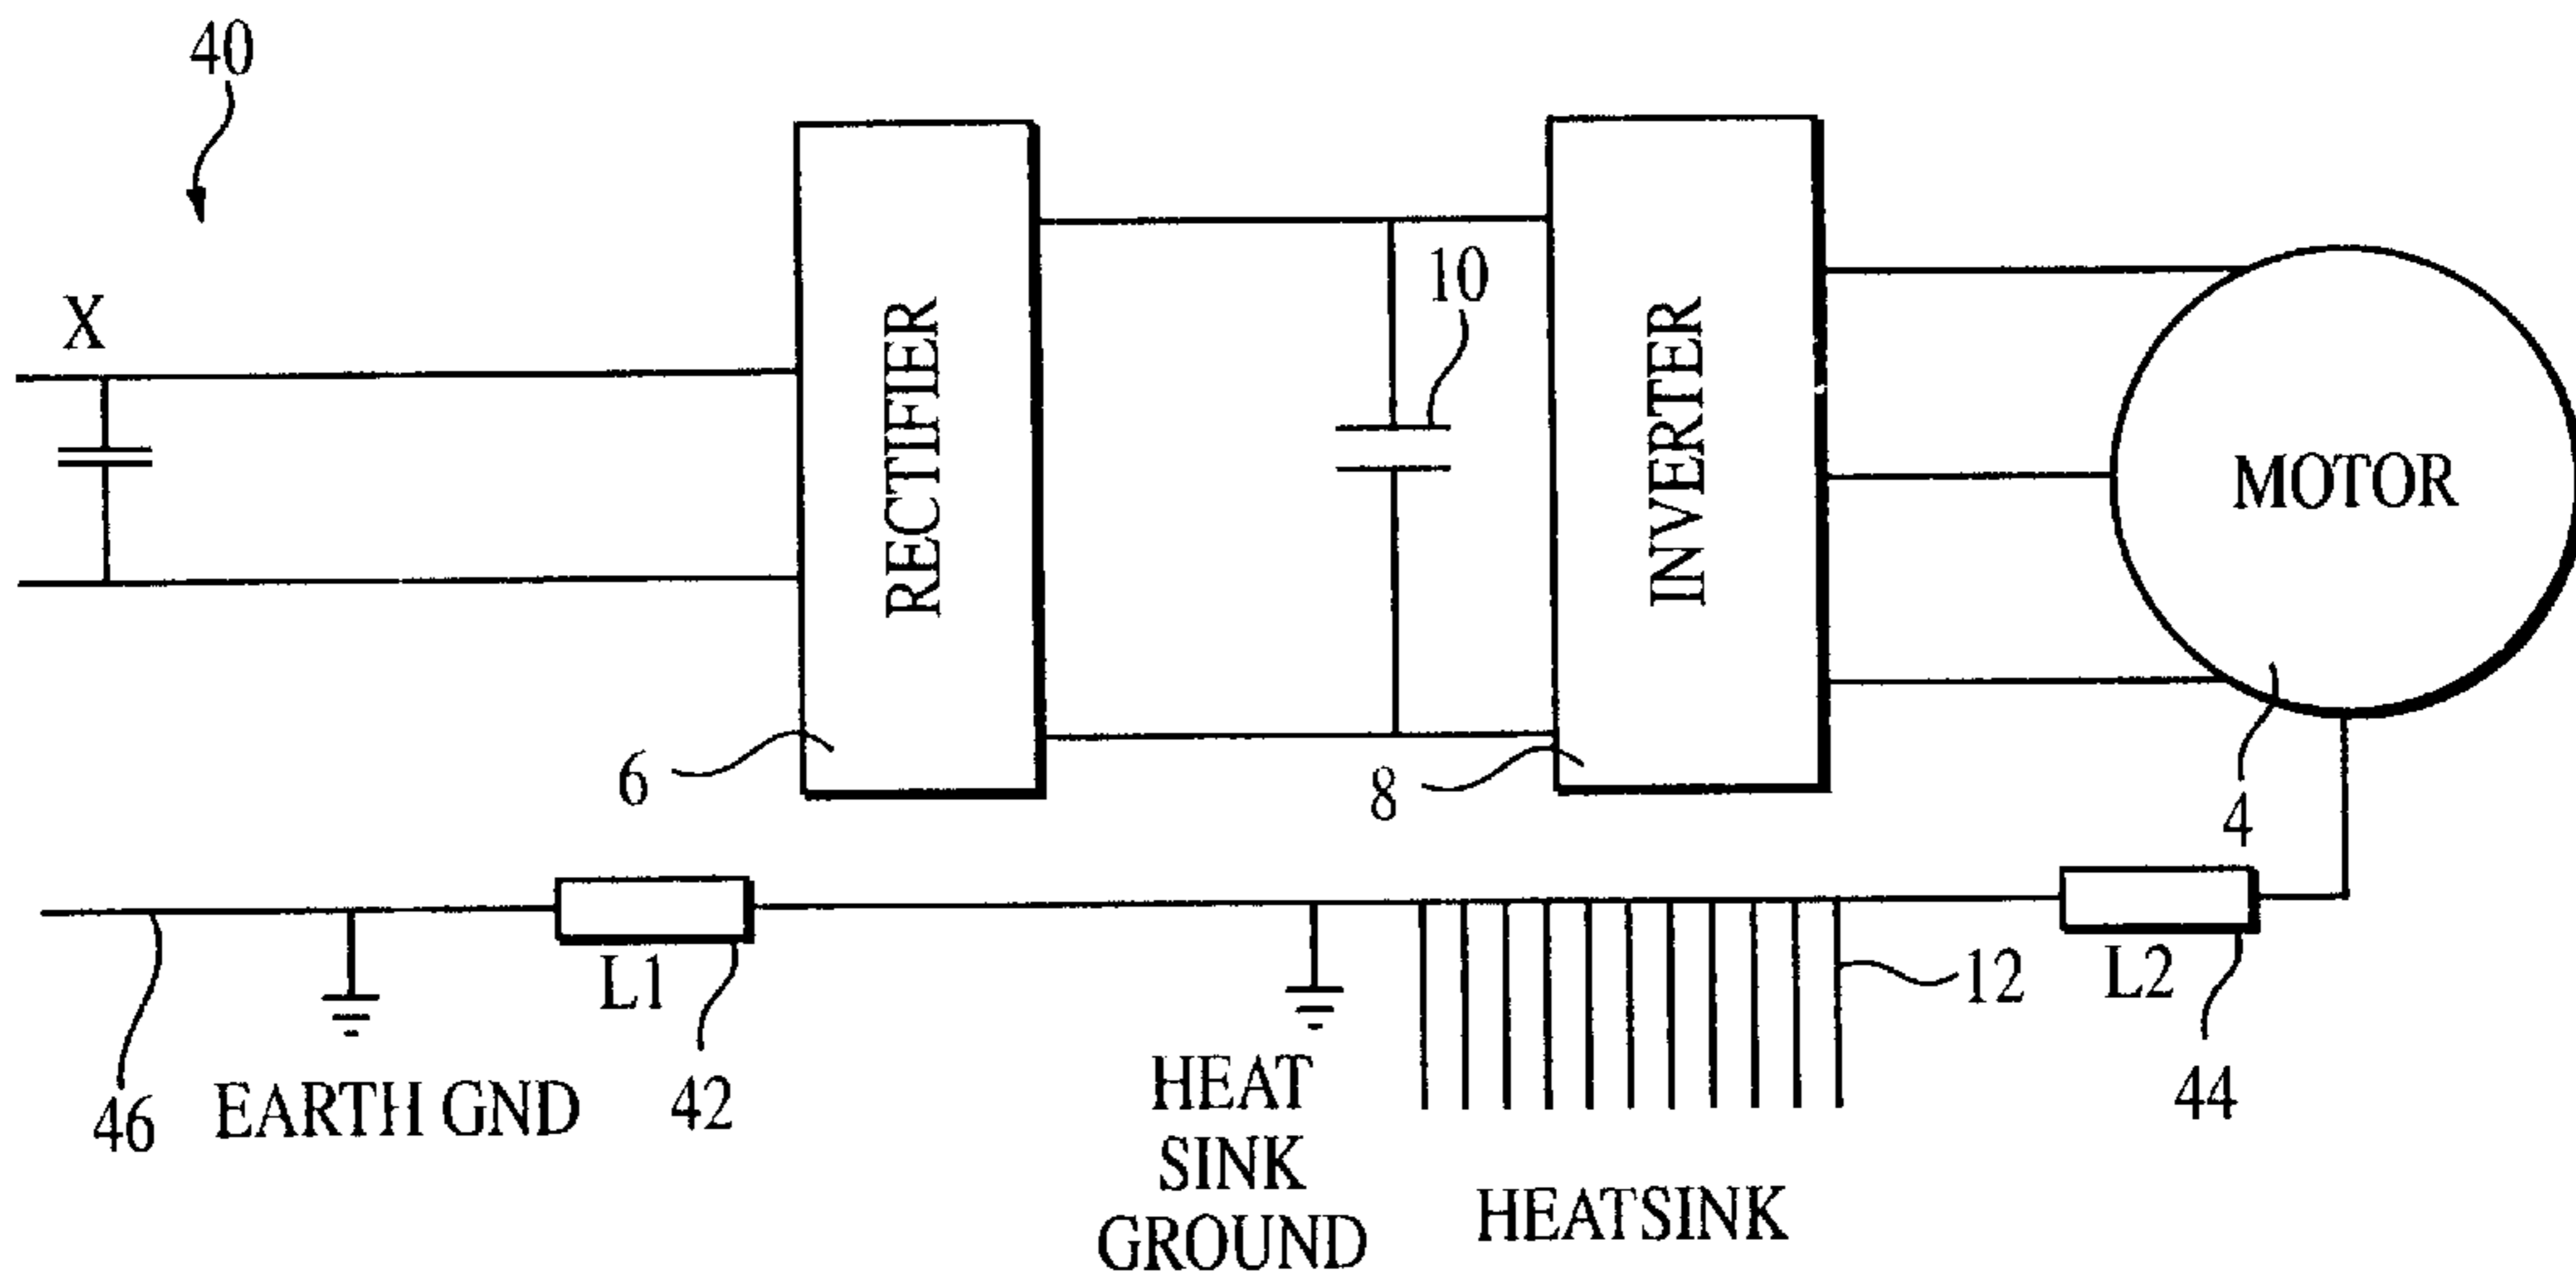 40
X
RECTIFIER
10
INVERTER
MOTOR
6
8
4
L1
12
L2
46
EARTH GND
42
HEAT
SINK
GROUND
HEATSINK
44